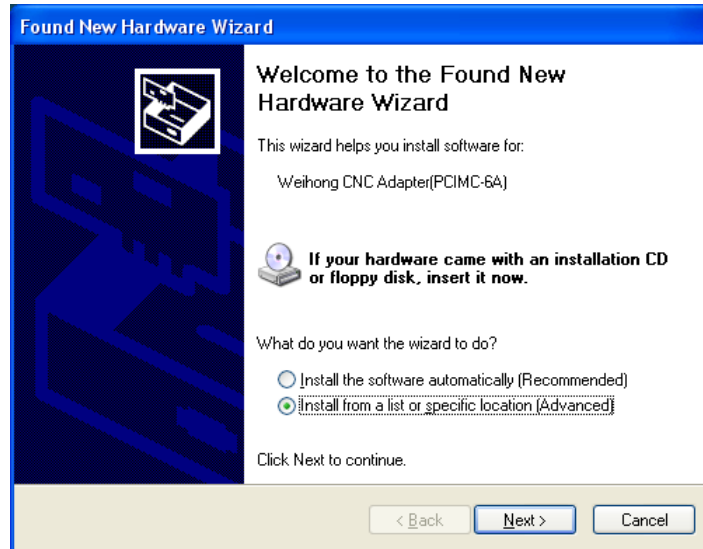 Found New Hardware Wizard
Welcome to the Found New
Hardware Wizard
This wizard helps you install software for:
Weihong CNC Adapter(PCIMC-6A)
If your hardware came with an installation CD
or floppy disk, insert it now.
What do you want the wizard to do?
Install the software automatically (Recommended)
Install from a list or specific location (Advanced)
Click Next to continue.
< Back Next > Cancel